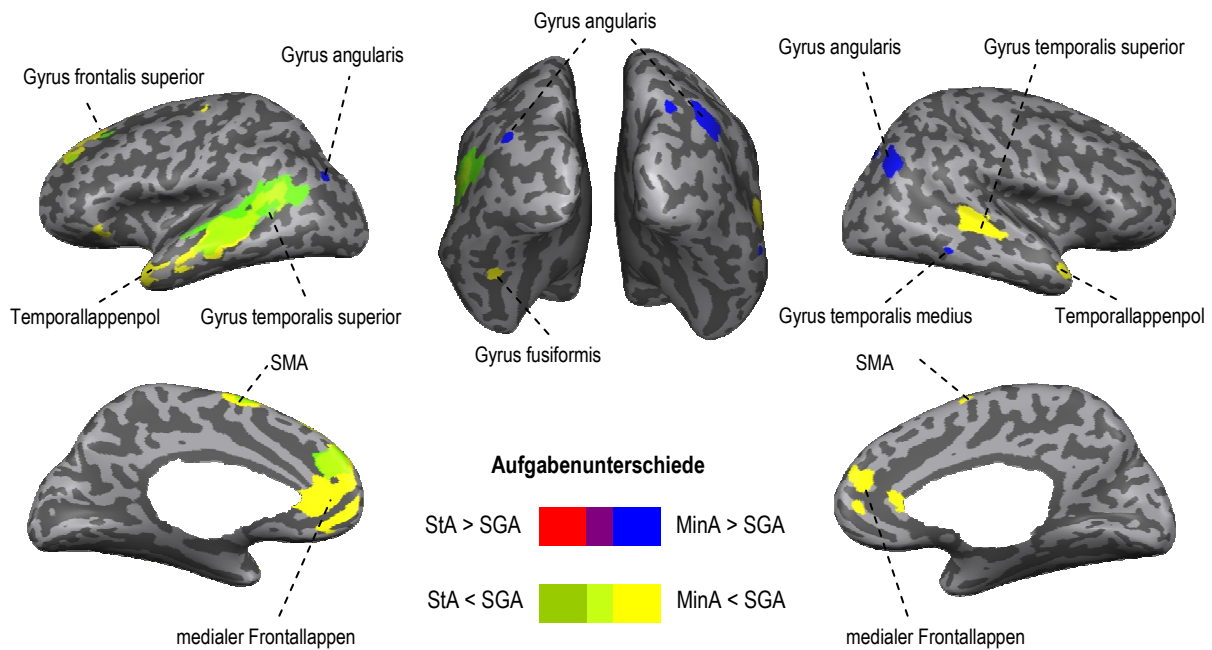 Gyrus angularis
Gyrus angularis
Gyrus frontalis superior
Gyrus angularis
Gyrus temporalis superior
Temporallappenpol
Gyrus temporalis superior
Gyrus fusiformis
Gyrus temporalis medius
Temporallappenpol
SMA
SMA
Aufgabenunterschiede
StA > SGA
MinA > SGA
StA < SGA
MinA < SGA
medialer Frontallappen
medialer Frontallappen